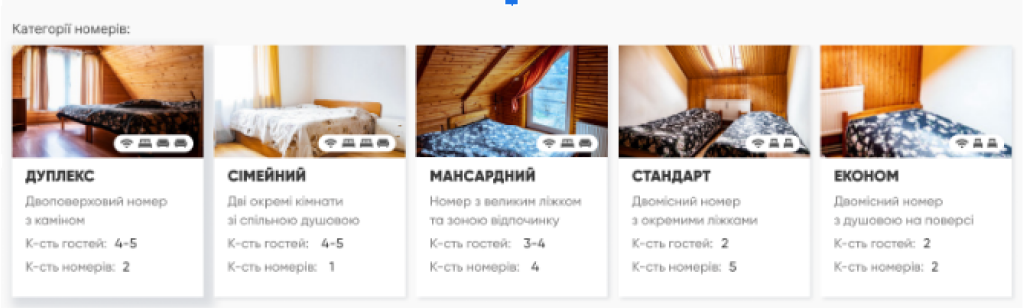 Категорії номерів:
ДУПЛЕКС
Двоповерховий номер
з каміном
К-сть гостей: 4-5
К-сть номерів: 2
СІМЕЙНИЙ
Дві окремі кімнати
зі спільною душовою
К-сть гостей: 4-5
К-сть номерів: 1
МАНСАРДНИЙ
Номер з великим ліжком
та зоною відпочинку
К-сть гостей: 3-4
К-сть номерів: 4
СТАНДАРТ
Двомісний номер
з окремими ліжками
К-сть гостей: 2
К-сть номерів: 5
ЕКОНОМ
Двомісний номер
з душовою на поверсі
К-сть гостей: 2
К-сть номерів: 2